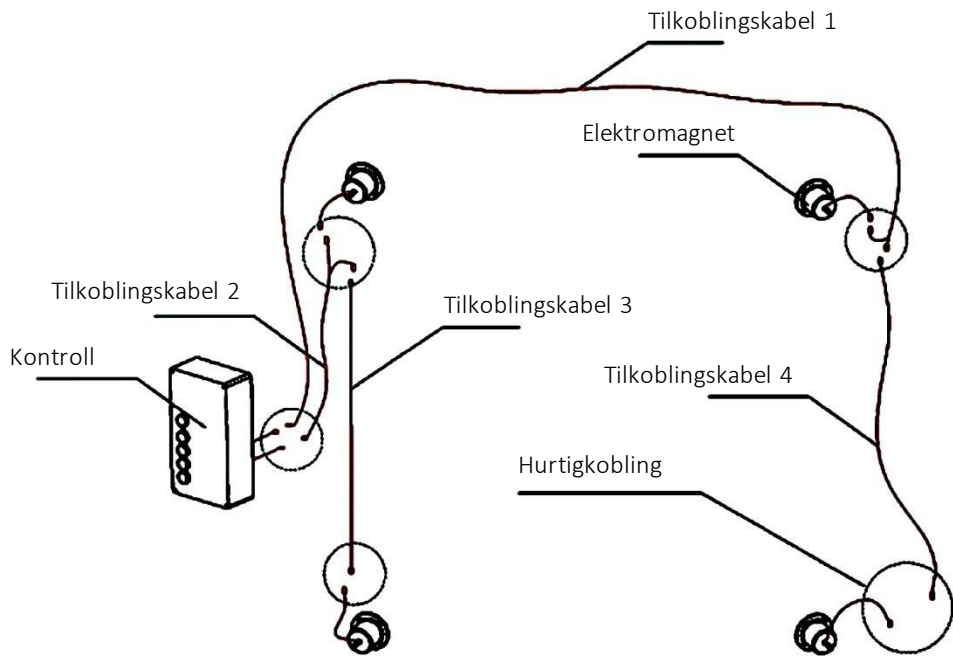 Tilkoblingskabel 1
Elektromagnet
Tilkoblingskabel 2
Tilkoblingskabel 3
Kontroll
Tilkoblingskabel 4
Hurtigkobling